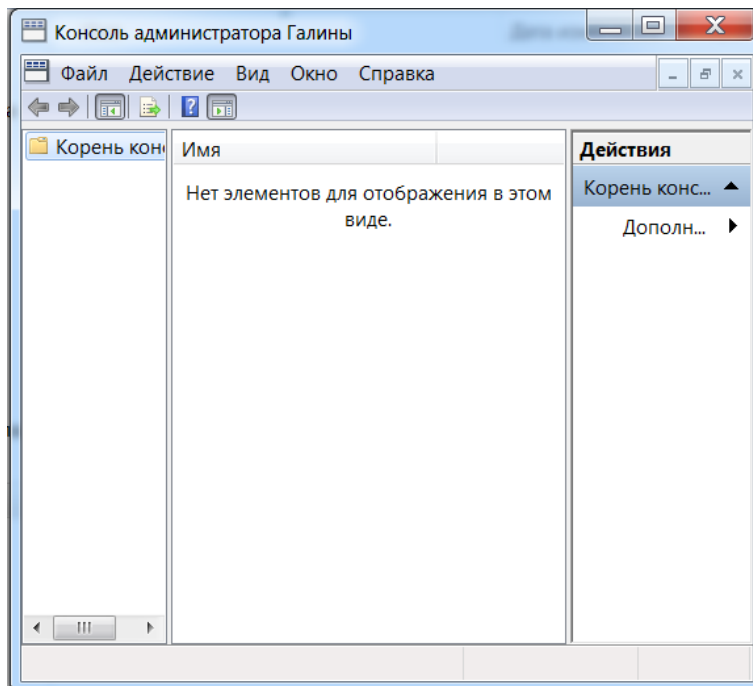 Консоль администратора Галины
Файл Действие Вид Окно Справка
Корень
Имя
Нет элементов для отображения в этом
виде.
Действия
Корень конс...
Дополн...